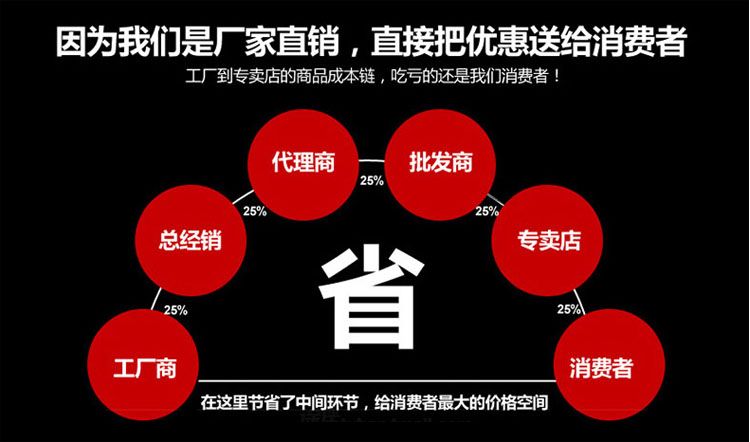 因为我们是厂家直销，直接把优惠送给消费者
工厂到专卖店的商品成本链，吃亏的还是我们消费者！
代理商
25%
批发商
25%
25%
总经销
专卖店
省
25%
25%
工厂商
消费者
在这里节省了中间环节，给消费者最大的价格空间